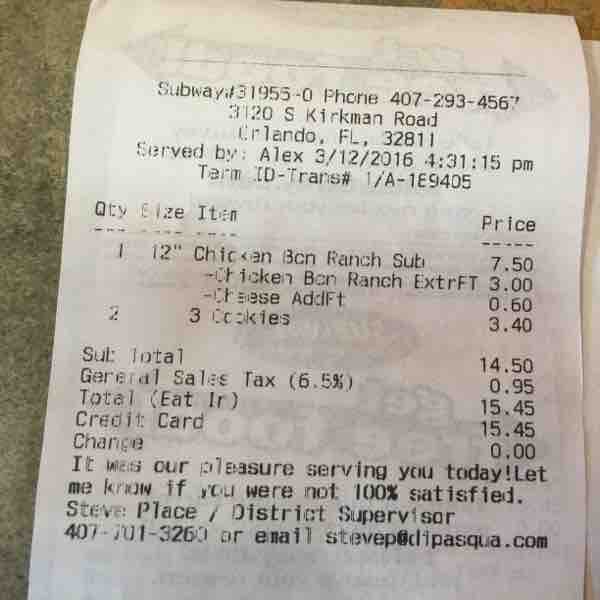 Subway#31955-0 Phone 407-293-4567
3120 S Kirkman Road
Orlando, FL, 32811
Served by: Alex 3/12/2016 4:31:15 pm
Term ID-Trans# 1/A-1E9405
Qty Size Item Price
--- ---- ---- -----
1 12" Chicken Bcn Ranch Sub 7.50
-Chicken Bcn Ranch ExtrFT 3.00
-Cheese AddFt 0.60
2 3 Cookies 3.40
Sub Total 14.50
General Sales Tax (6.5%) 0.95
Total (Eat In) 15.45
Credit Card 15.45
Change 0.00
It was our pleasure serving you today!Let
me know if you were not 100% satisfied.
Steve Place / District Supervisor
407-701-3260 or email stevep@dipasqua.com